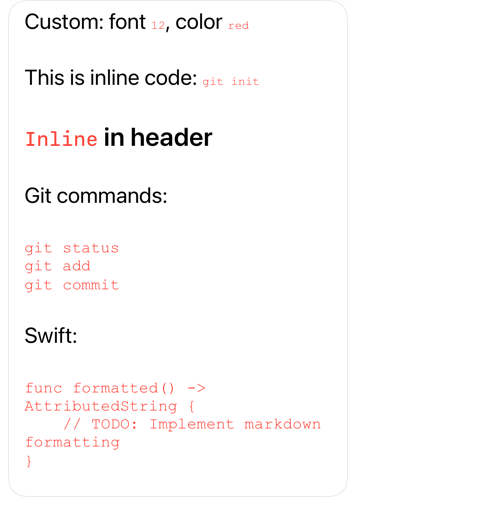 Custom: font 12, color red
This is inline code: git init
Inline in header
Git commands:
git status
git add
git commit
Swift:
func formatted() ->
AttributedString {
    // TODO: Implement markdown
formatting
}